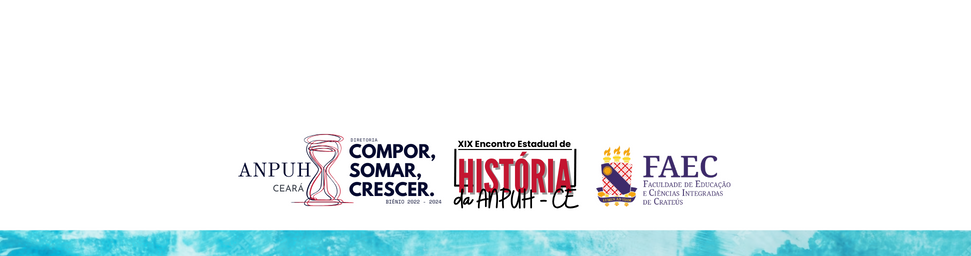 ANPUH
CEARÁ
DIRETORIA
COMPOR,
SOMAR,
CRESCER.
BIÊNIO 2022 - 2024
XIX Encontro Estadual de
HISTÓRIA
da ANPUH - CE
FAEC
FACULDADE DE EDUCAÇÃO
E CIÊNCIAS INTEGRADAS
DE CRATEÚS